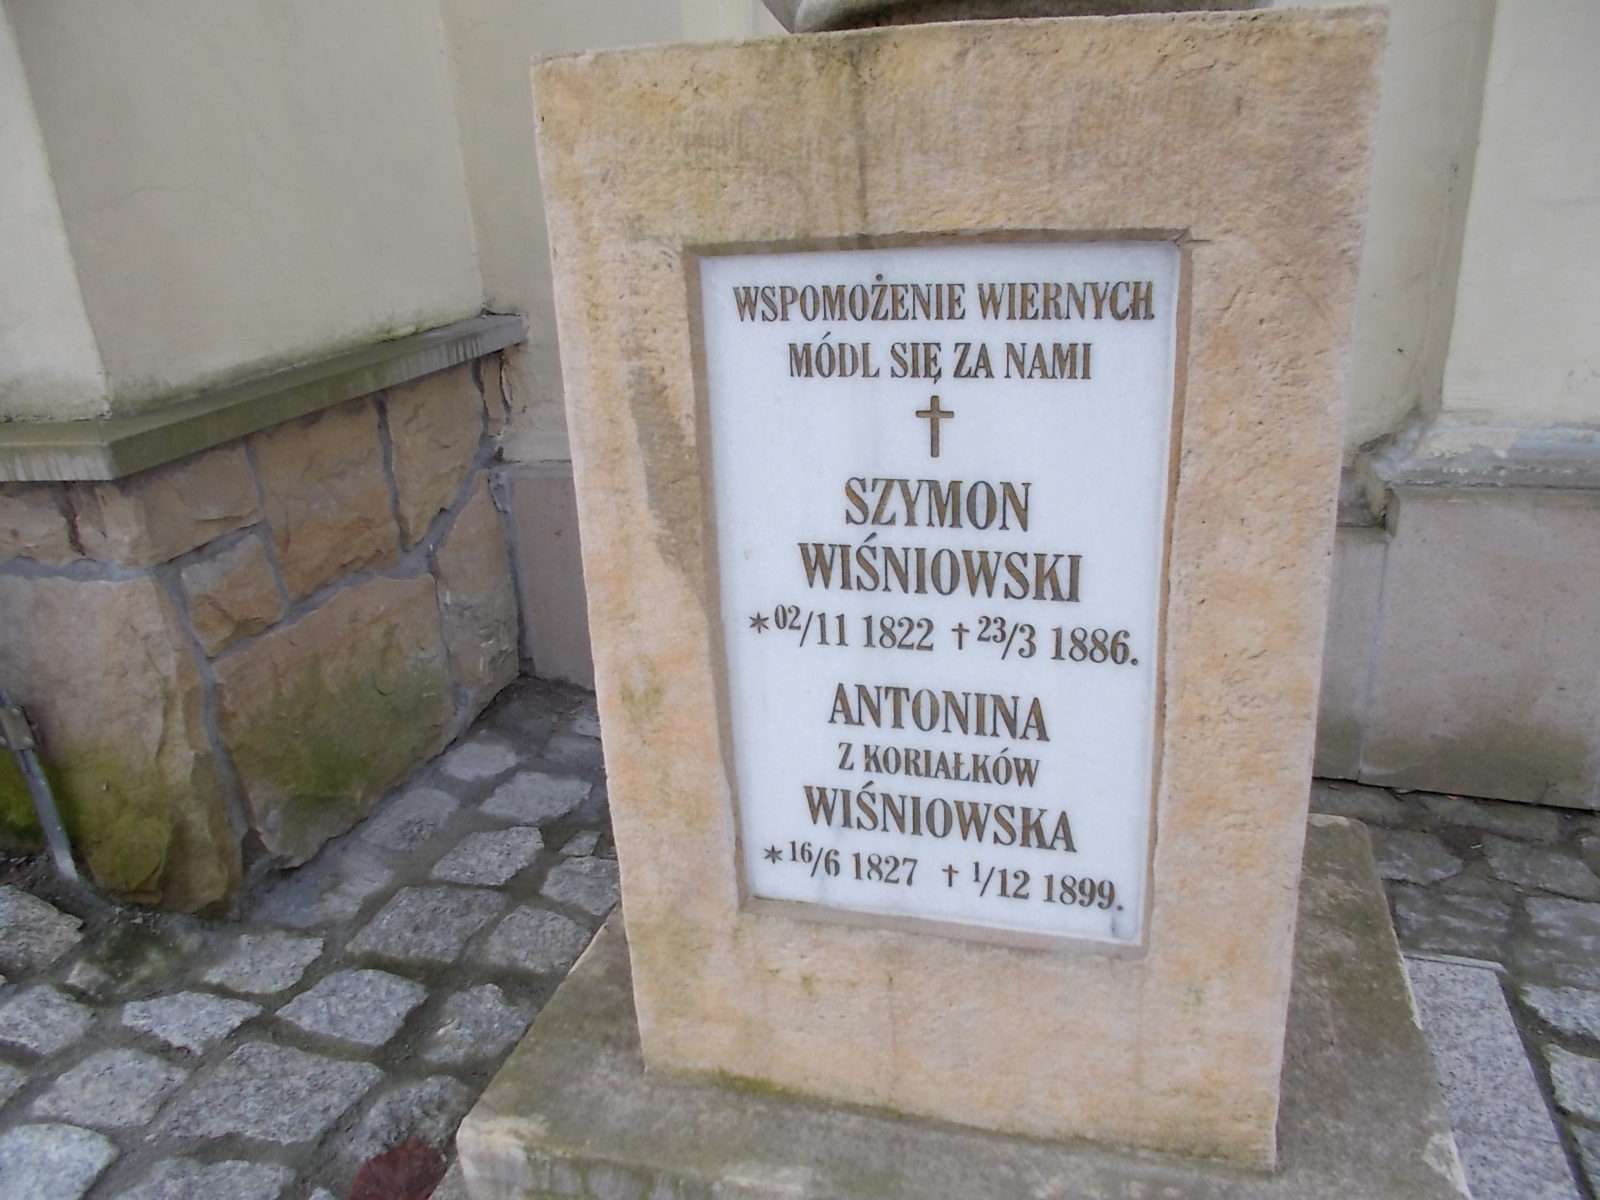 WSPOMOŻENIE WIERNYCH
MÓDL SIĘ ZA NAMI
SZYMON
WIŚNIOWSKI
*02/11 1822 †23/3 1886.
ANTONINA
Z KORIAŁKÓW
WIŚNIOWSKA
*16/6 1827 †1/12 1899.